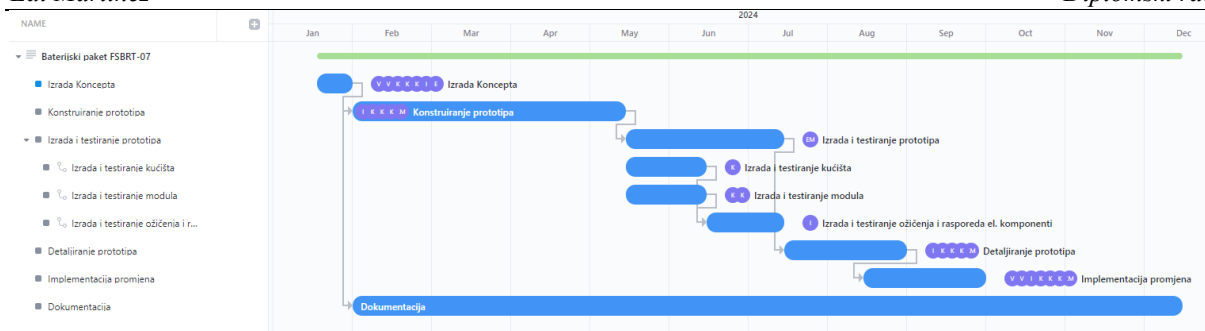 2024
NAME
Jan Feb Mar Apr May Jun Jul Aug Sep Oct Nov Dec
Baterijski paket FSBRT-07
Izrada Koncepta V V K K K I E Izrada Koncepta
Konstruiranje prototipa I K K K M Konstruiranje prototipa
Izrada i testiranje prototipa EM Izrada i testiranje prototipa
Izrada i testiranje kućišta K Izrada i testiranje kućišta
Izrada i testiranje modula K K Izrada i testiranje modula
Izrada i testiranje ožičenja i r... I Izrada i testiranje ožičenja i rasporeda el. komponenti
Detaljiranje prototipa I K K K M Detaljiranje prototipa
Implementacija promjena V V I K K K M Implementacija promjena
Dokumentacija Dokumentacija